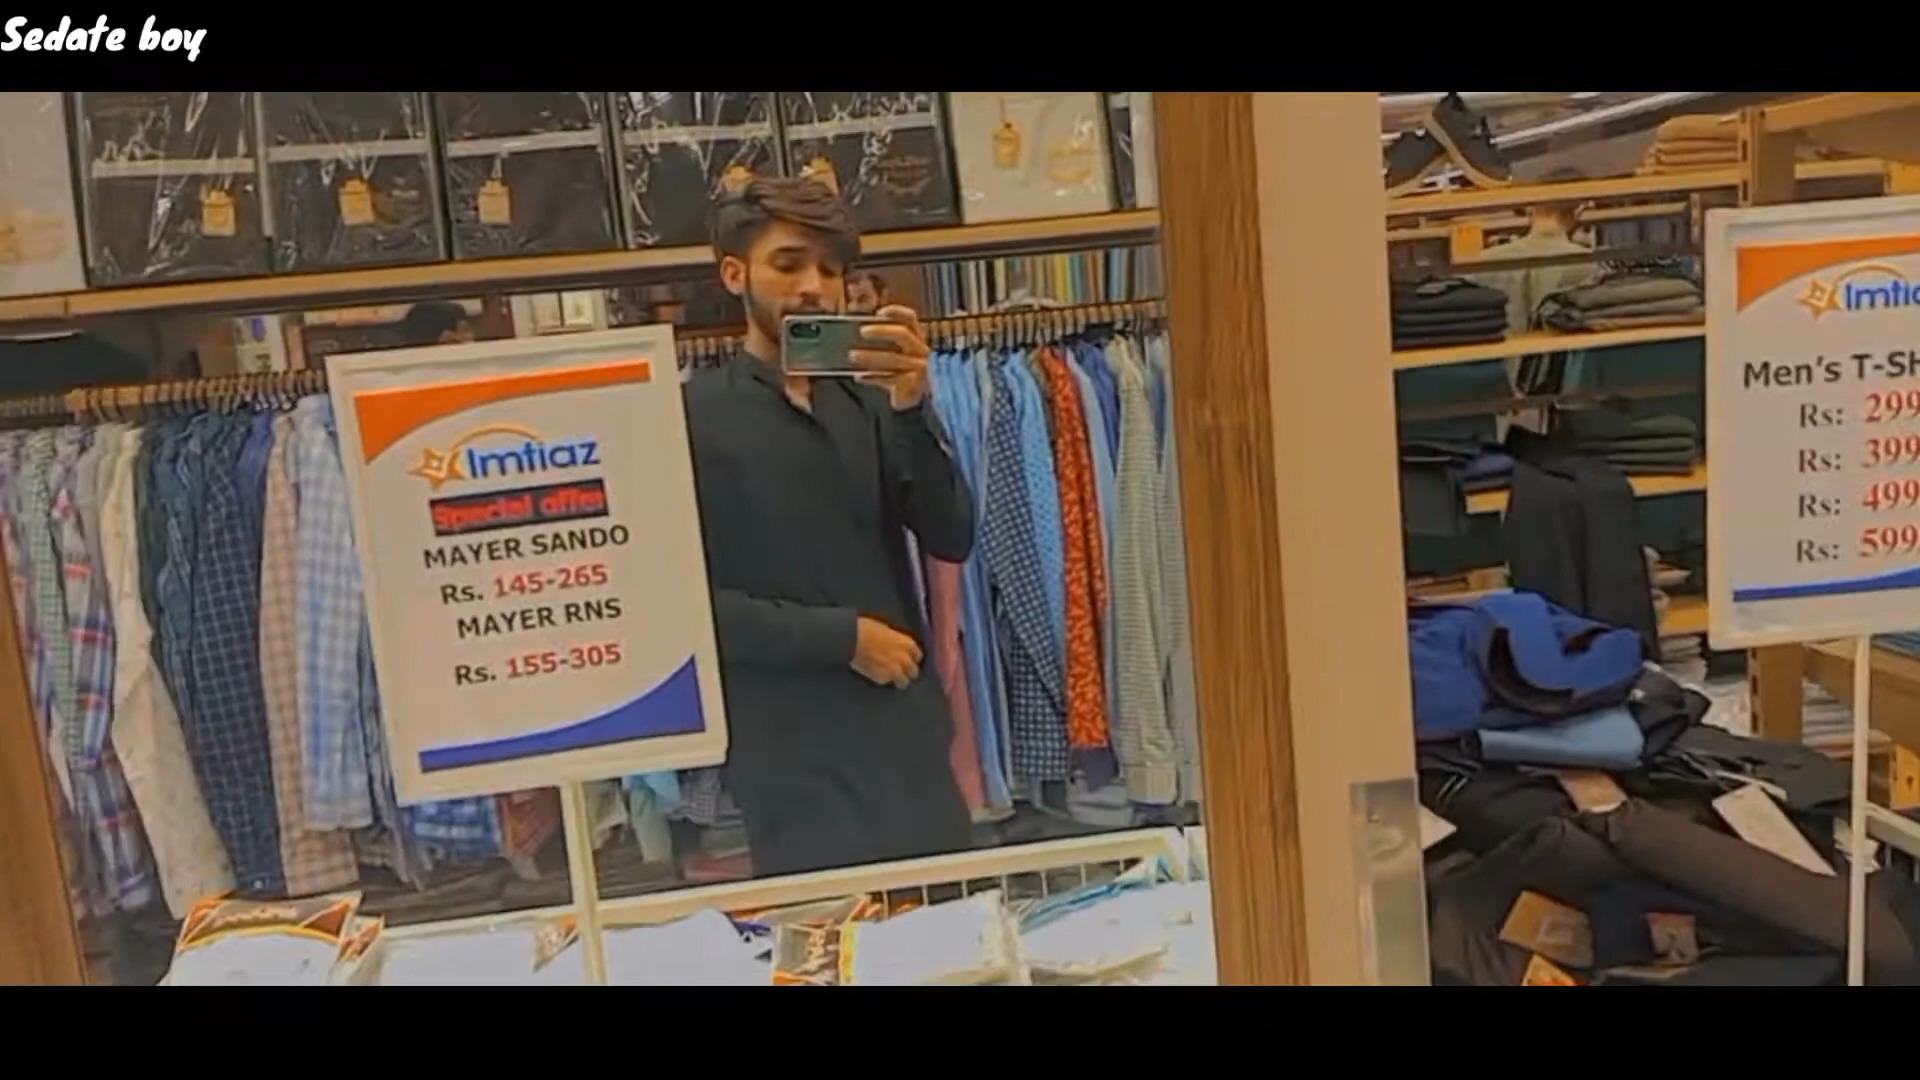 Sedate boy
Imtiaz
Special offer
MAYER SANDO
Rs. 145-265
MAYER RNS
Rs. 155-305
Imtia
Men's T-Sh
Rs: 299
Rs: 399
Rs: 499
Rs: 599